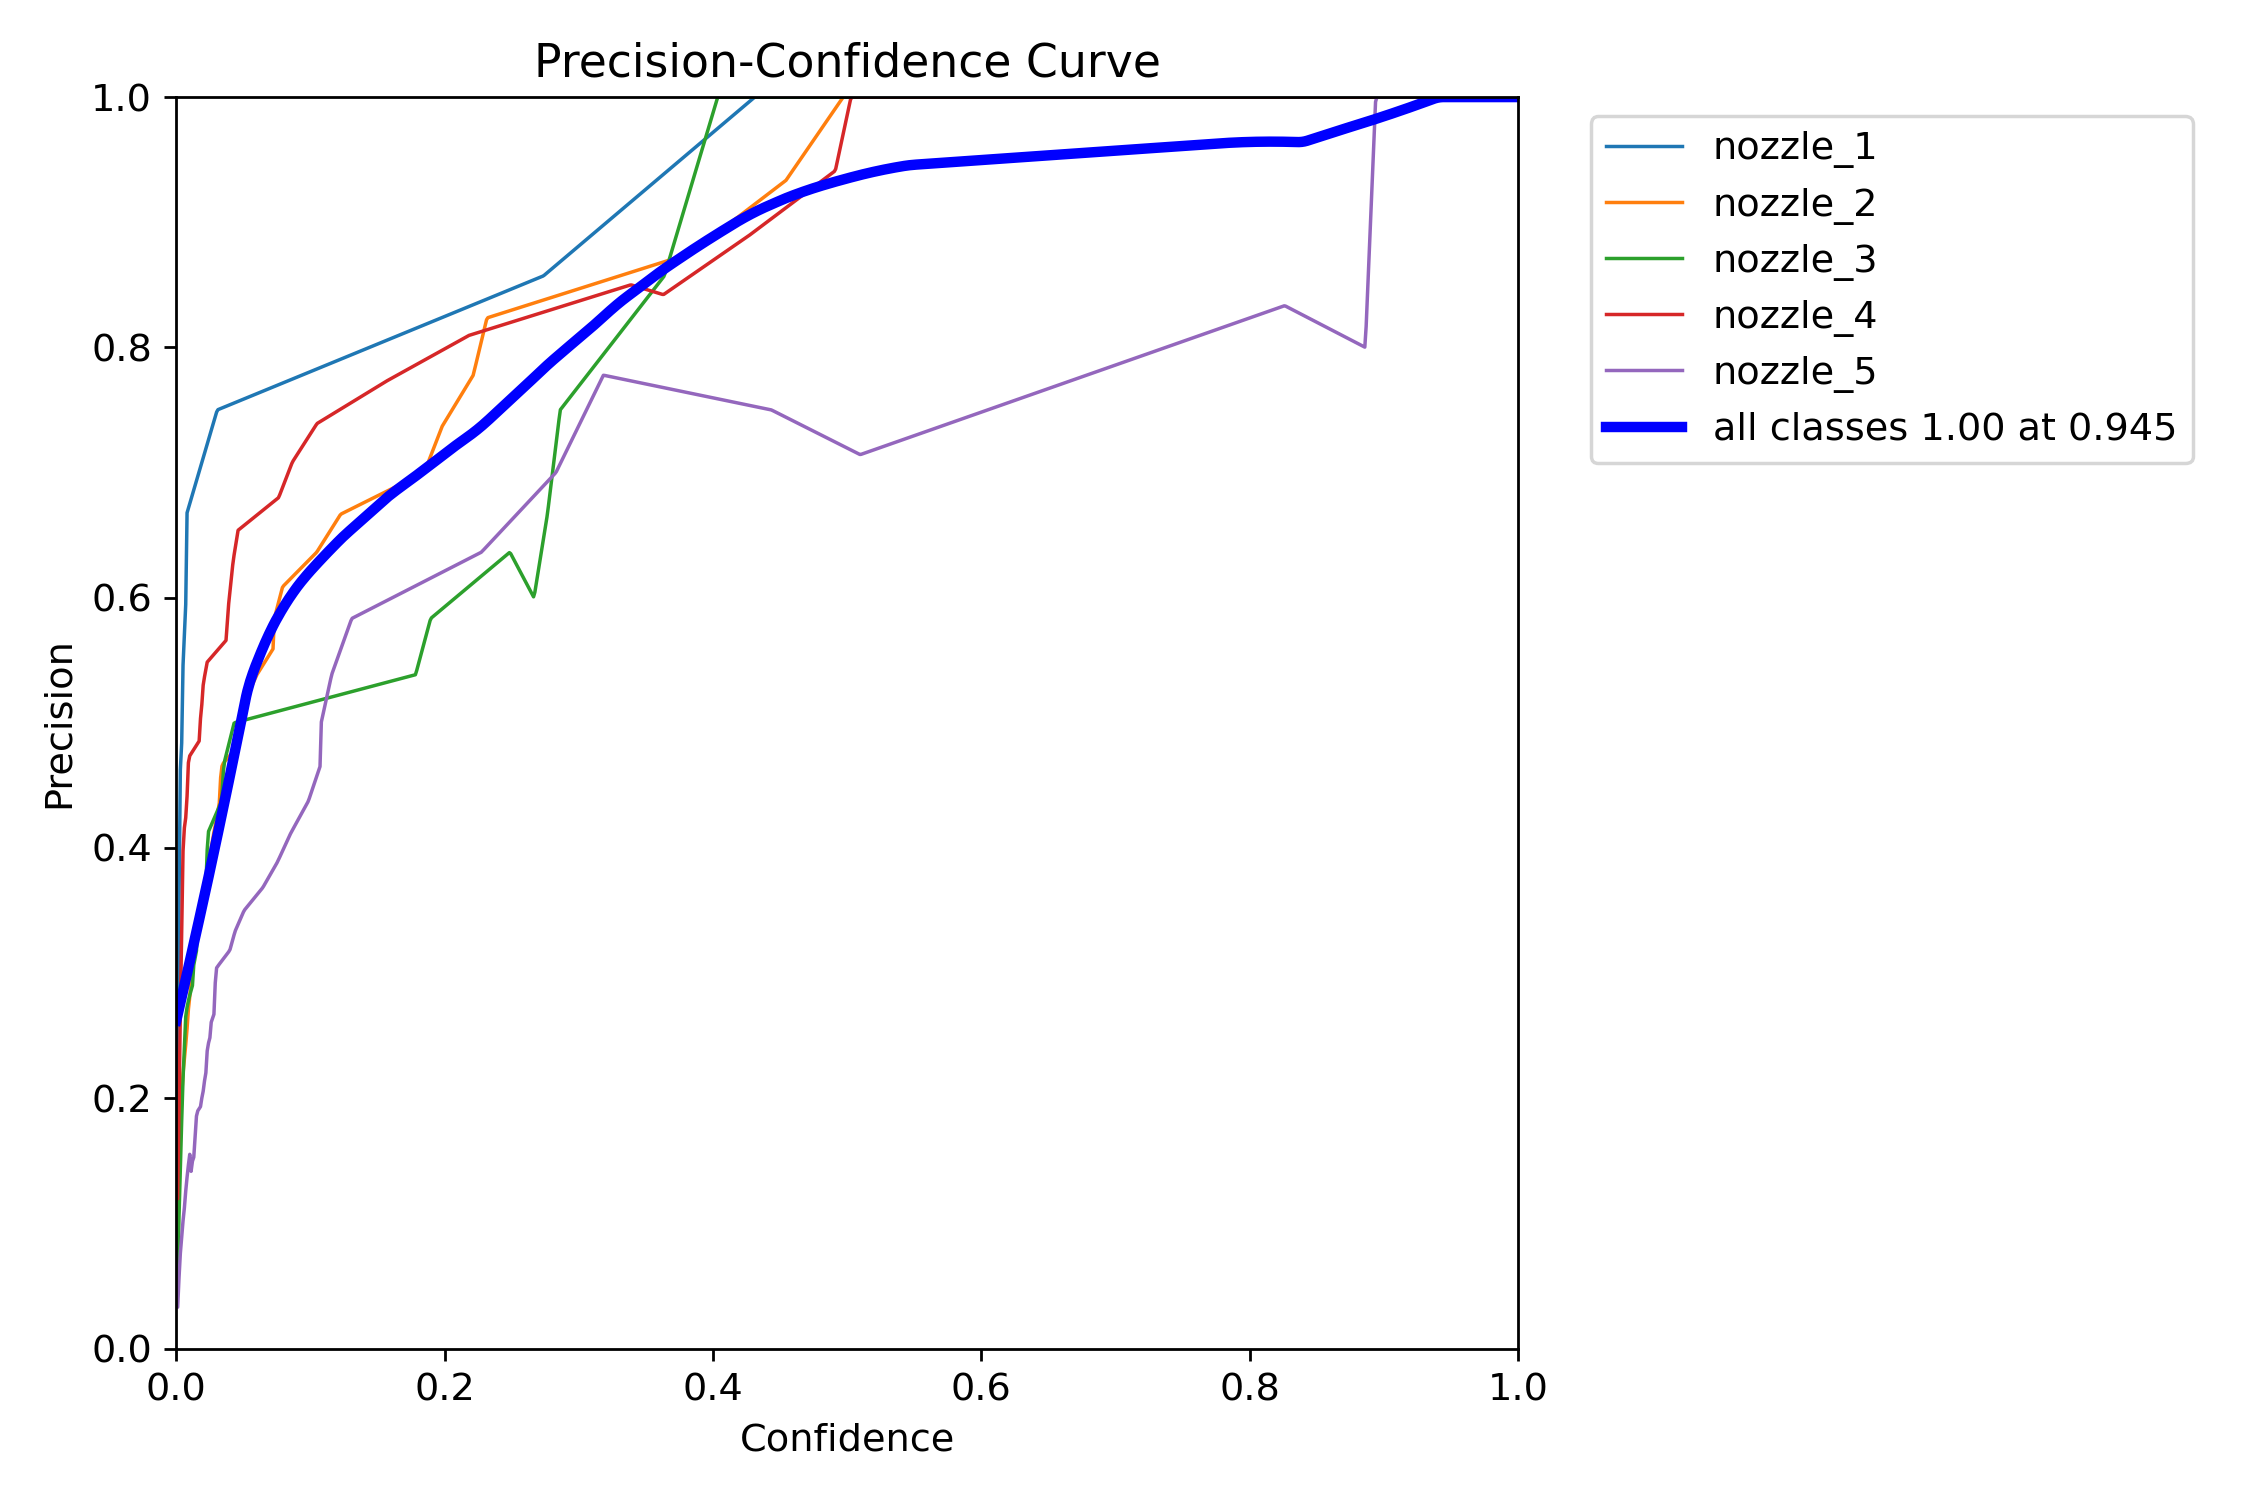 Precision-Confidence Curve
1.0
0.8
0.6
0.4
0.2
0.0
Precision
0.0 0.2 0.4 0.6 0.8 1.0
Confidence
nozzle_1
nozzle_2
nozzle_3
nozzle_4
nozzle_5
all classes 1.00 at 0.945